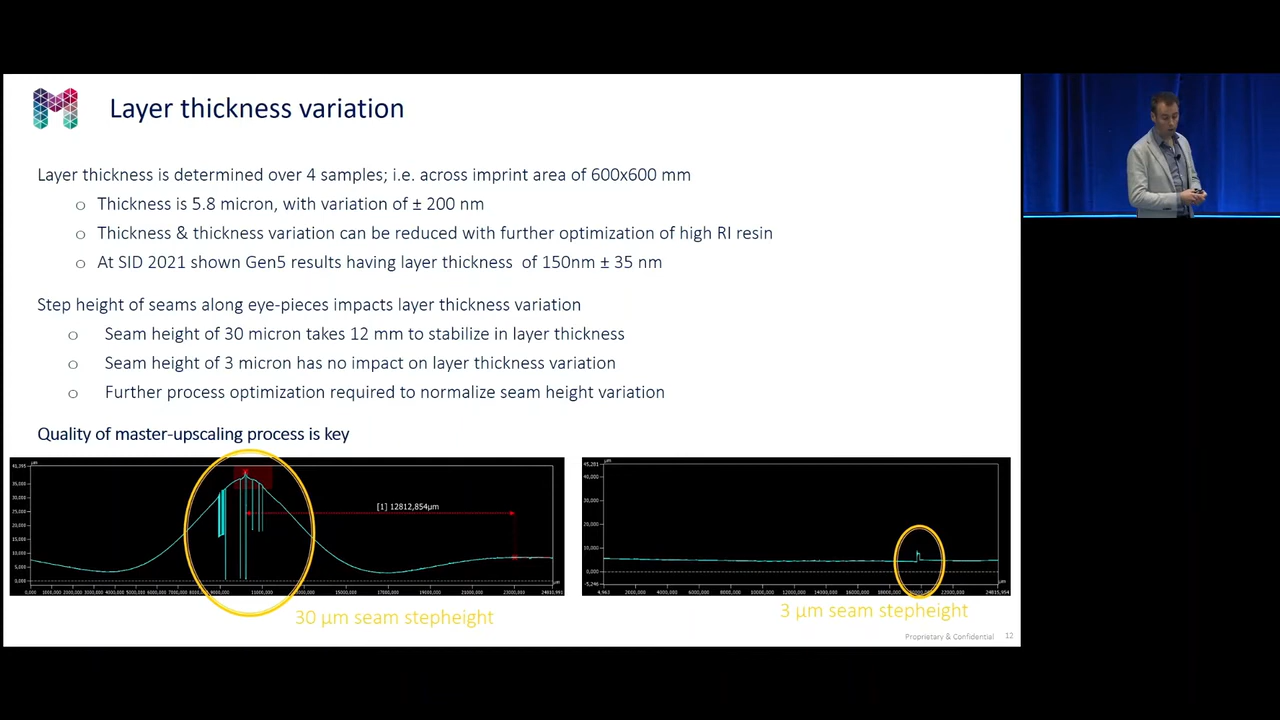 Layer thickness variation
Layer thickness is determined over 4 samples; i.e. across imprint area of 600x600 mm
o Thickness is 5.8 micron, with variation of ± 200 nm
o Thickness & thickness variation can be reduced with further optimization of high RI resin
o At SID 2021 shown Gen5 results having layer thickness of 150nm ± 35 nm
Step height of seams along eye-pieces impacts layer thickness variation
o Seam height of 30 micron takes 12 mm to stabilize in layer thickness
o Seam height of 3 micron has no impact on layer thickness variation
o Further process optimization required to normalize seam height variation
Quality of master-upscaling process is key
[1] 12812,854µm
30 µm seam stepheight
3 µm seam stepheight
Proprietary & Confidential 12